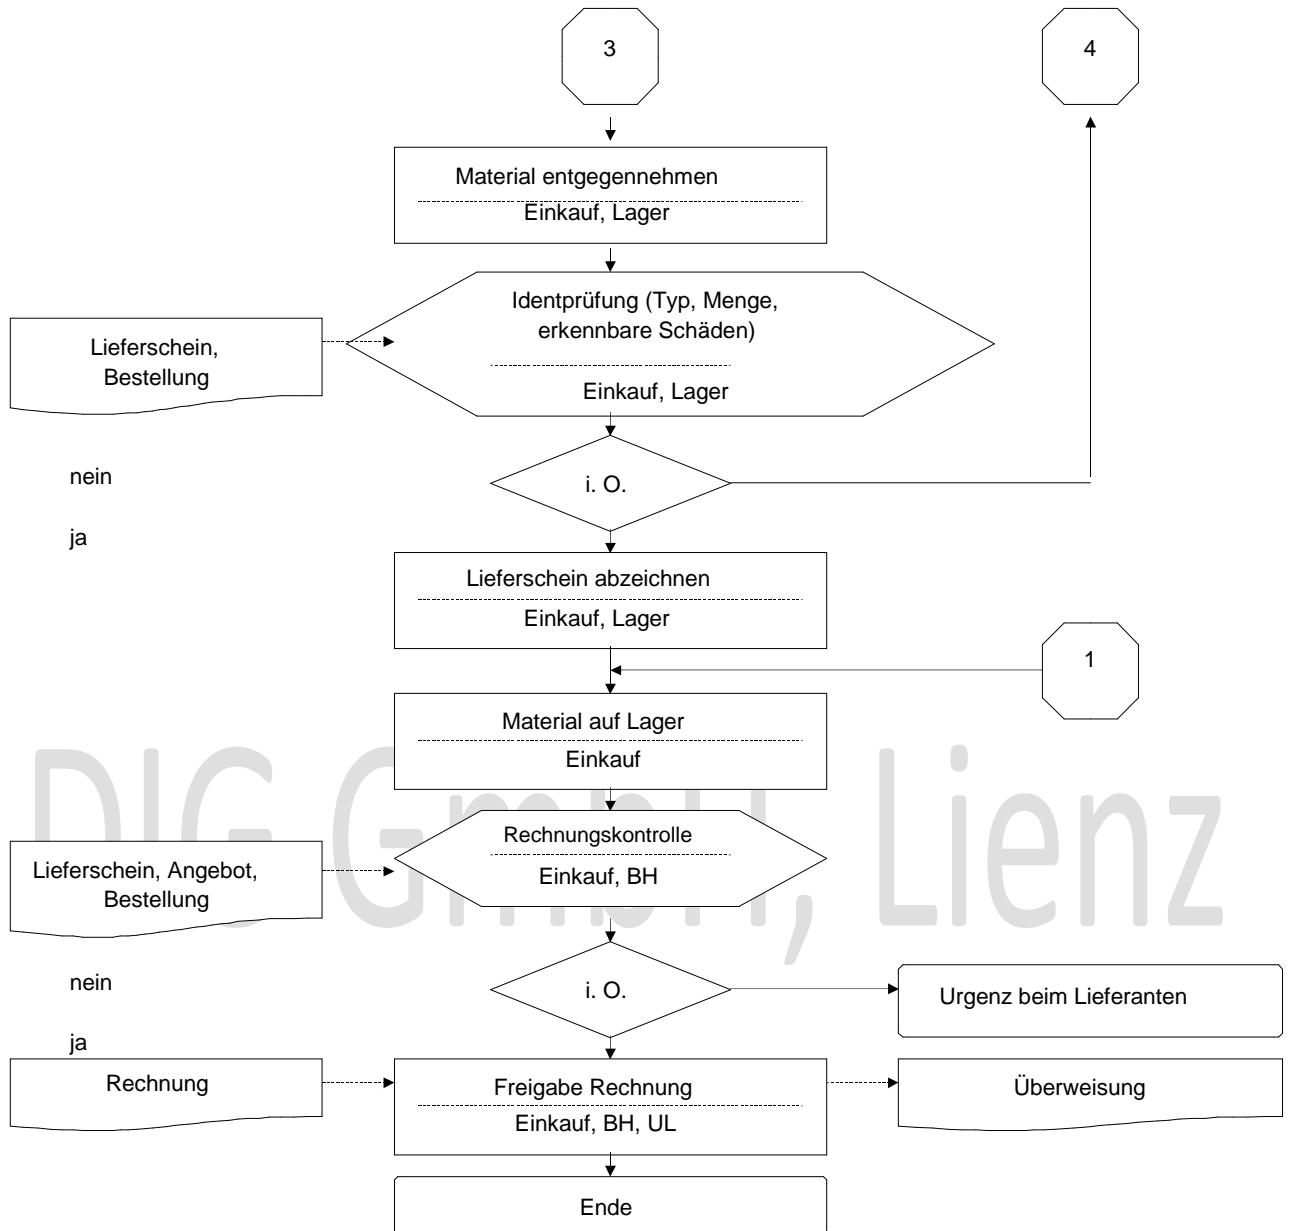 3
4
Material entgegennehmen
Einkauf, Lager
Identprüfung (Typ, Menge,
erkennbare Schäden)
Einkauf, Lager
Lieferschein,
Bestellung
nein
i. O.
ja
Lieferschein abzeichnen
Einkauf, Lager
1
Material auf Lager
Einkauf
DIG GmbH, Lienz
Rechnungskontrolle
Einkauf, BH
Lieferschein, Angebot,
Bestellung
nein
i. O.
Urgenz beim Lieferanten
ja
Rechnung
Freigabe Rechnung
Einkauf, BH, UL
Überweisung
Ende